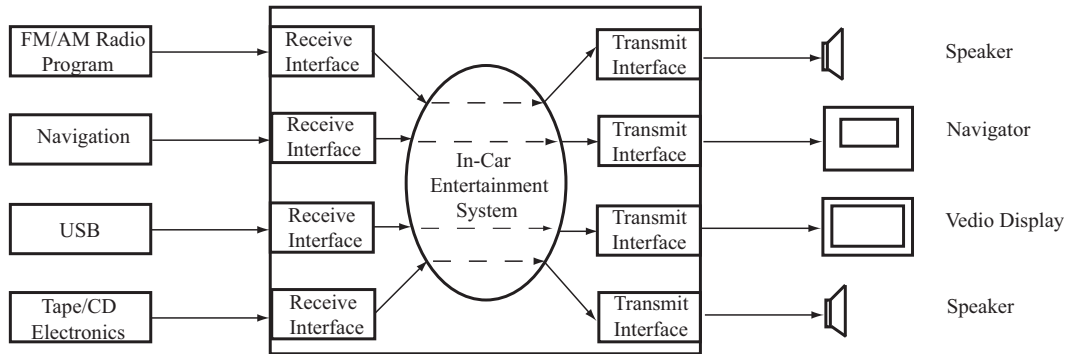 FM/AM Radio
Program
Receive
Interface
Transmit
Interface
Speaker
Navigation
Receive
Interface
Transmit
Interface
Navigator
In-Car
Entertainment
System
USB
Receive
Interface
Transmit
Interface
Vedio Display
Tape/CD
Electronics
Receive
Interface
Transmit
Interface
Speaker